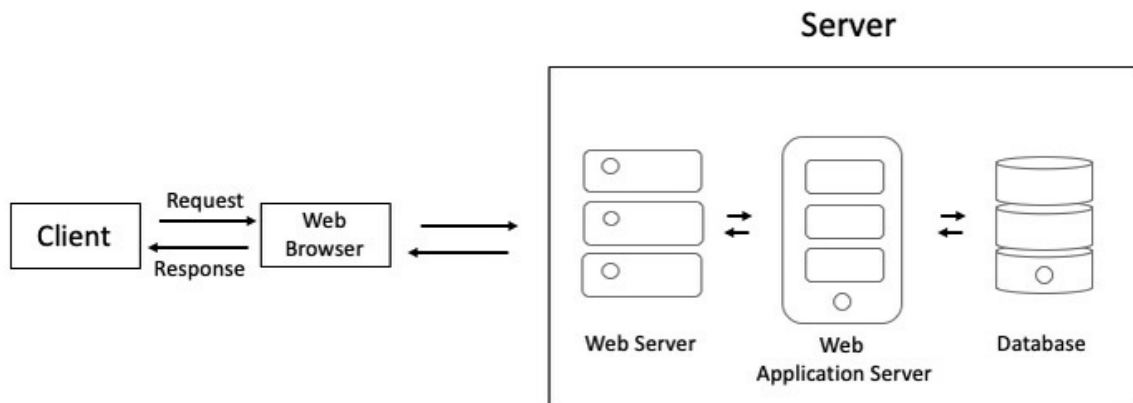 Server
Request
Client
Web
Browser
Response
Web Server
Web
Application Server
Database